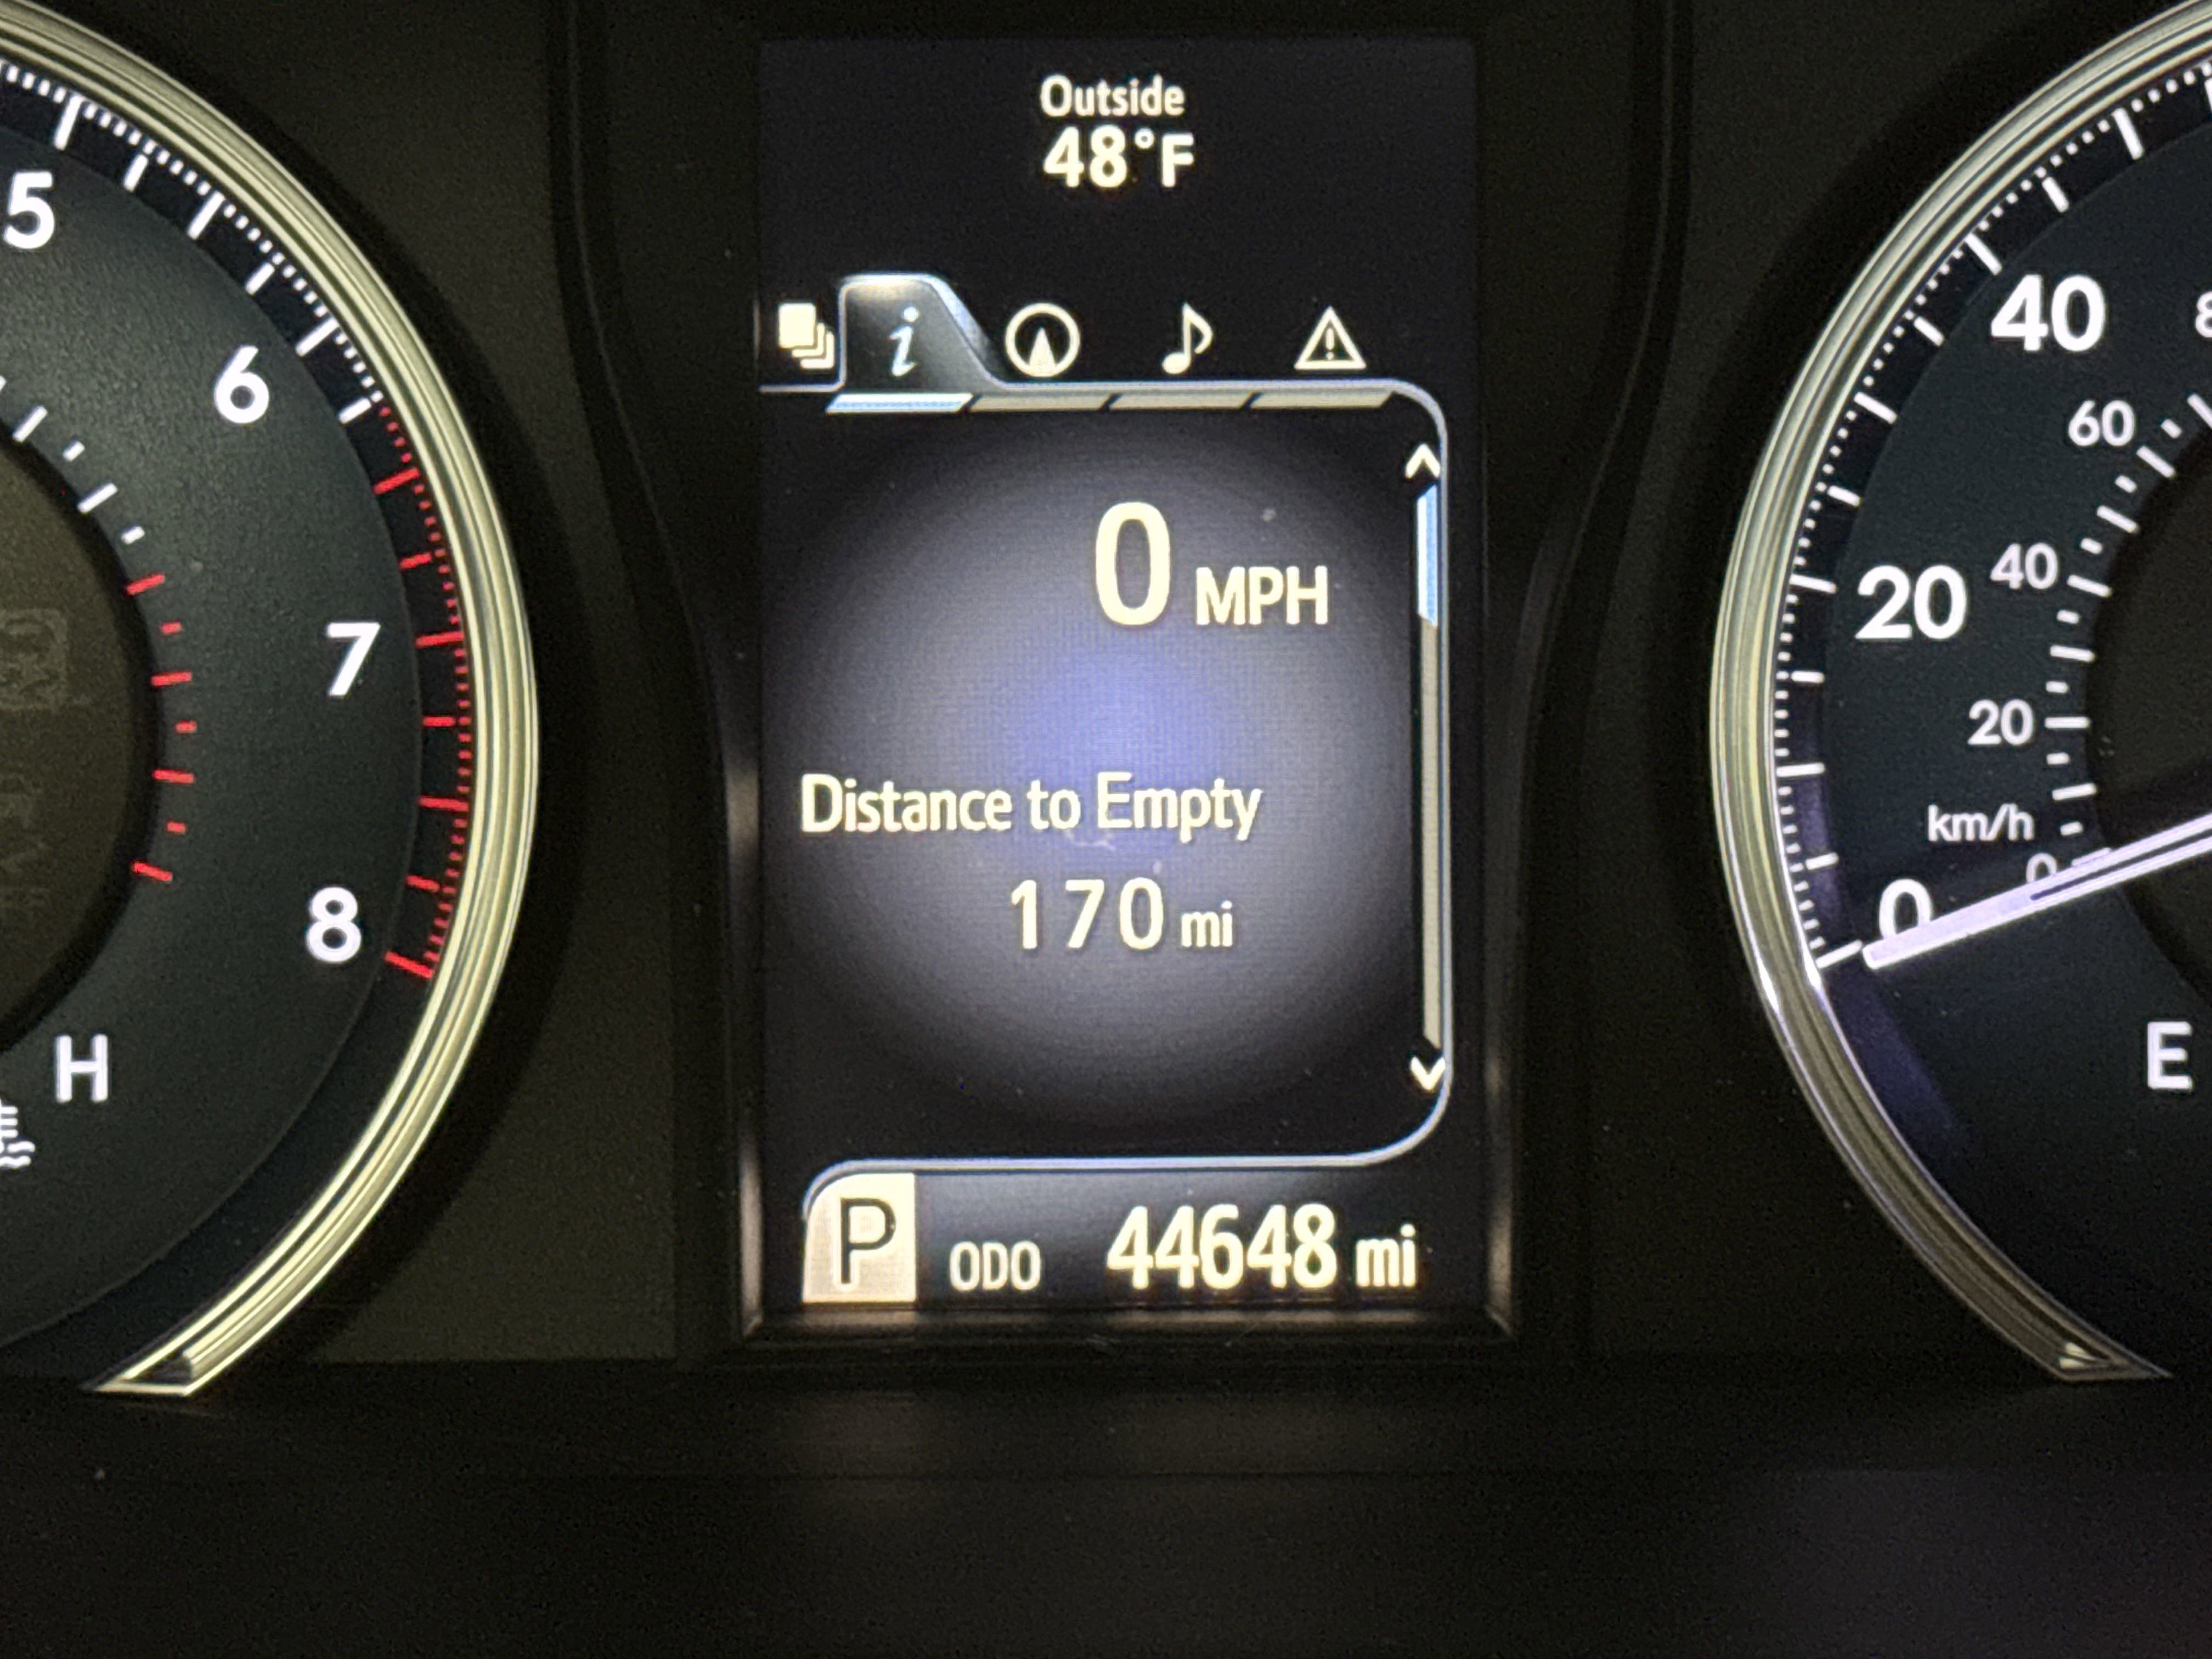 Outside
48°F
i
0 MPH
Distance to Empty
170 mi
P ODO 44648 mi
5
6
7
8
H
40
60
20
40
20
km/h
0
0
E